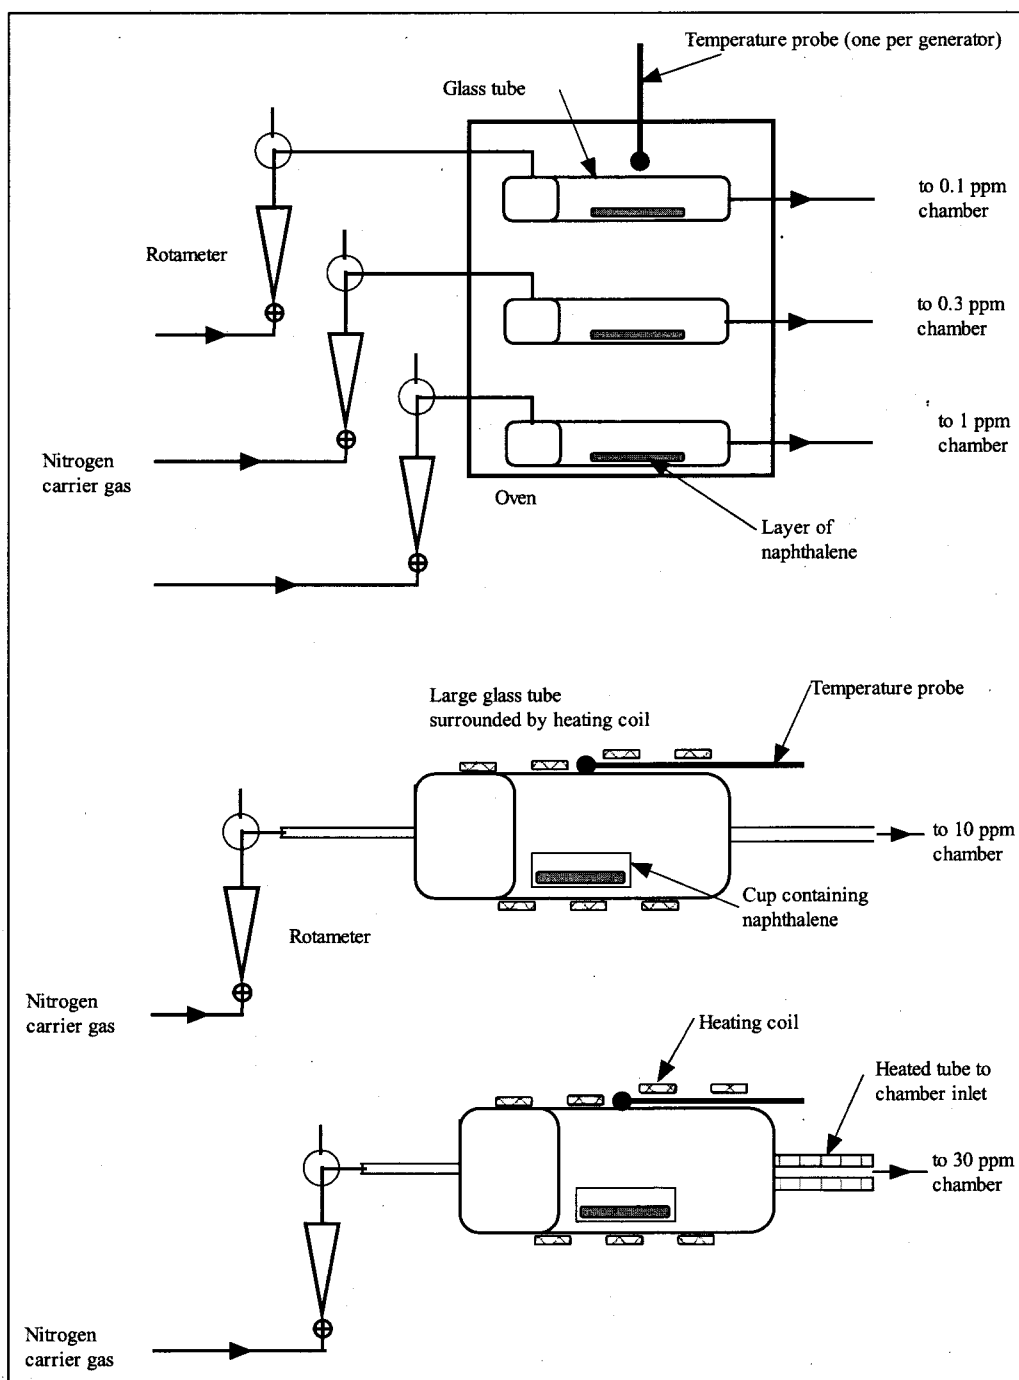 Temperature probe (one per generator)
Glass tube
to 0.1 ppm
chamber
Rotameter
to 0.3 ppm
chamber
to 1 ppm
chamber
Nitrogen
carrier gas
Oven
Layer of
naphthalene
Large glass tube
surrounded by heating coil
Temperature probe
to 10 ppm
chamber
Cup containing
naphthalene
Rotameter
Nitrogen
carrier gas
Heating coil
Heated tube to
chamber inlet
to 30 ppm
chamber
Nitrogen
carrier gas